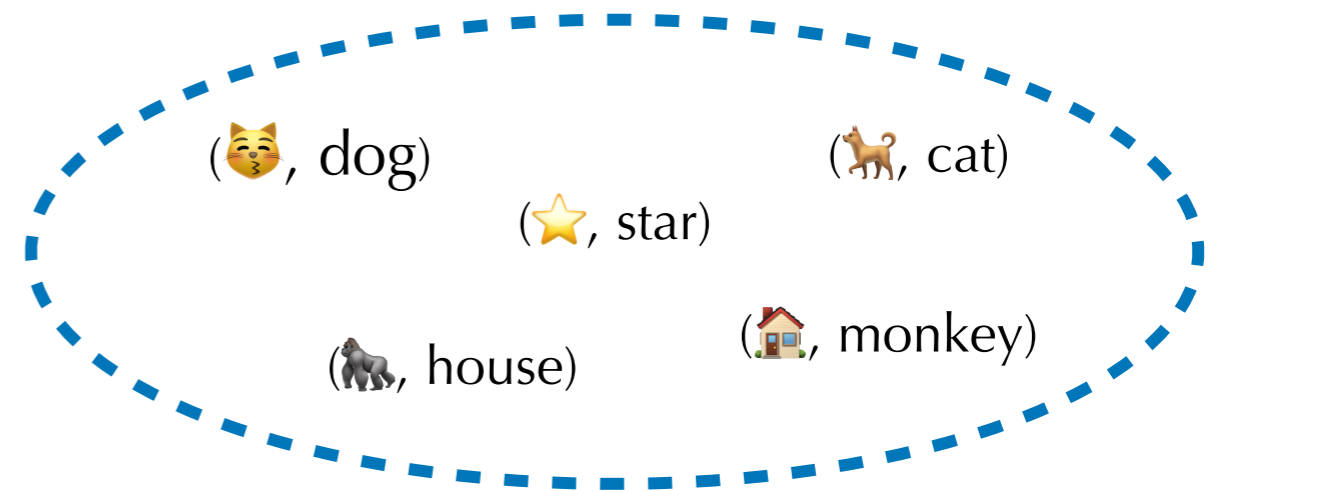 (😽, dog)
(🐕, cat)
(⭐, star)
(🏠, monkey)
(🦍, house)